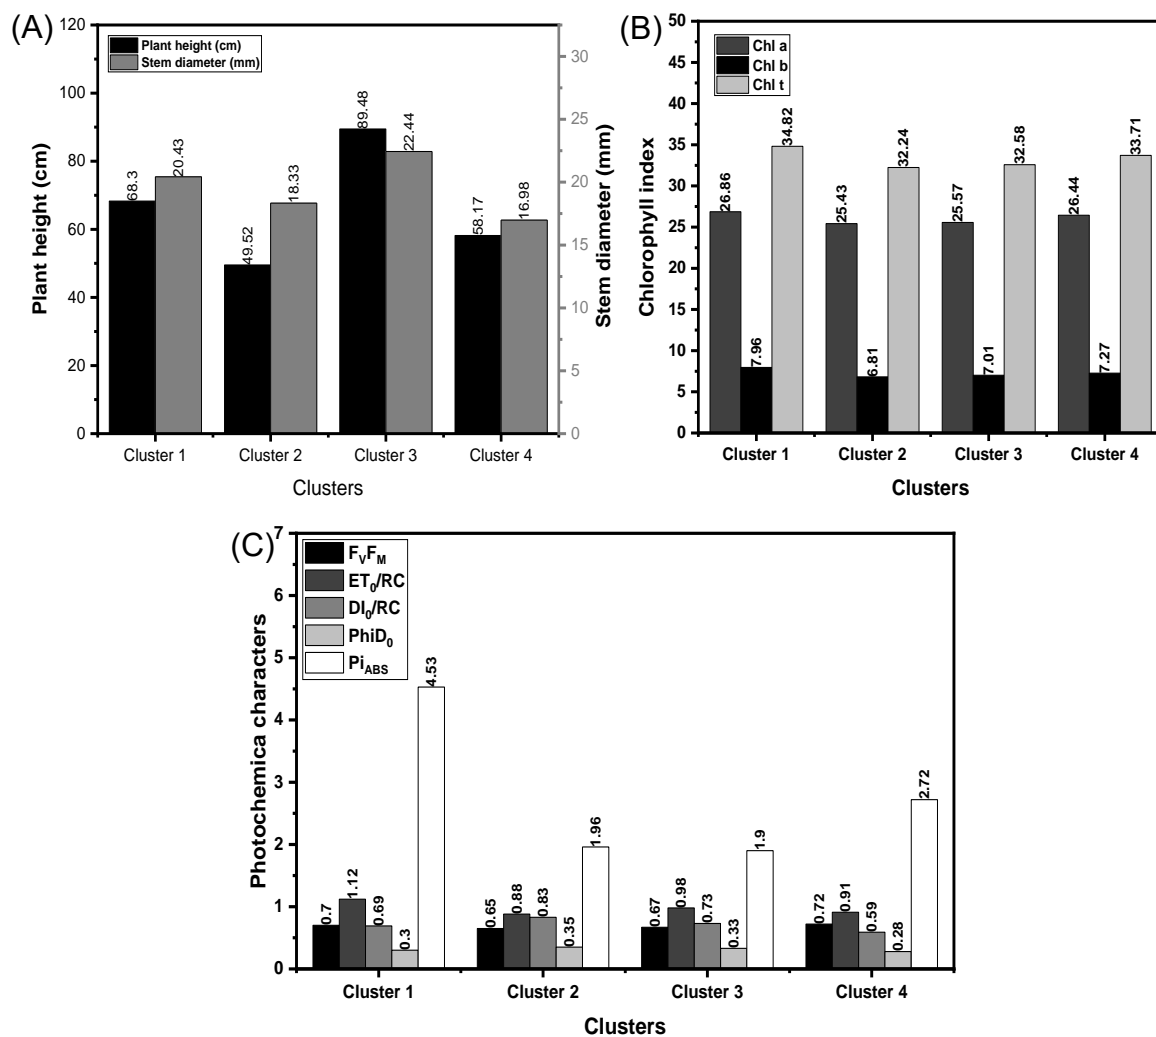 (A)
Plant height (cm)
Stem diameter (mm)
120
100
80
60
40
20
0
Plant height (cm)
30
25
20
15
10
5
0
Stem diameter (mm)
68.3
20.43
49.52
18.33
89.48
22.44
58.17
16.98
Cluster 1
Cluster 2
Cluster 3
Cluster 4
Clusters
(B)
Chl a
Chl b
Chl t
50
45
40
35
30
25
20
15
10
5
0
Chlorophyll index
26.86
7.96
34.82
25.43
6.81
32.24
25.57
7.01
32.58
26.44
7.27
33.71
Cluster 1
Cluster 2
Cluster 3
Cluster 4
Clusters
(C)
FVFM
ET0/RC
DI0/RC
PhiD0
PiABS
7
6
5
4
3
2
1
0
Photochemica characters
0.7
1.12
0.69
0.3
4.53
0.65
0.88
0.83
0.35
1.96
0.67
0.98
0.73
0.33
1.9
0.72
0.91
0.59
0.28
2.72
Cluster 1
Cluster 2
Cluster 3
Cluster 4
Clusters